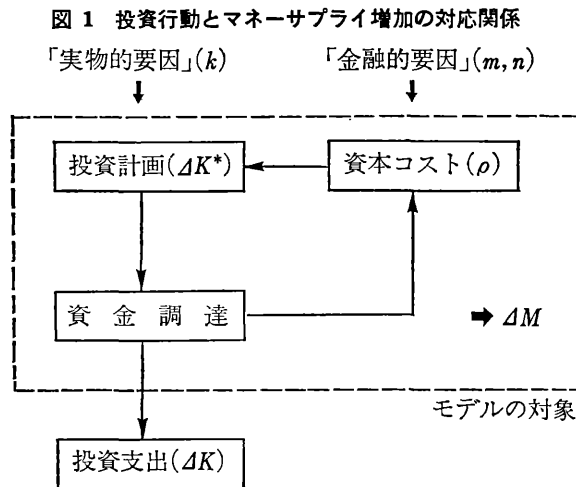 図 1 投資行動とマネーサプライ増加の対応関係
「実物的要因」(k) 「金融的要因」(m, n)
投資計画(ΔK*) 資本コスト(ρ)
資金調達 ➡ ΔM
モデルの対象
投資支出(ΔK)